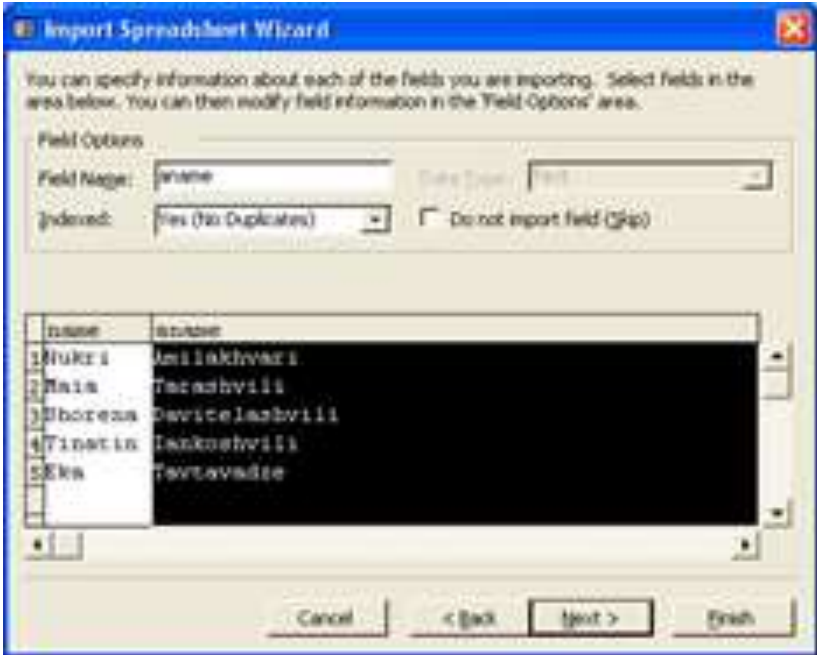 Import Spreadsheet Wizard
You can specify information about each of the fields you are importing. Select fields in the
area below. You can then modify field information in the 'Field Options' area.
Field Options
Field Name: Data Type: Text
Indexed: Yes (No Duplicates) Do not import field (Skip)
name
1 Nukri Amilakhvari
2 Maia Tarashvili
3 Davitelashvili
4 Tinatin Iankoshvili
5 Eka Tavtavadze
Cancel < Back Next > Finish